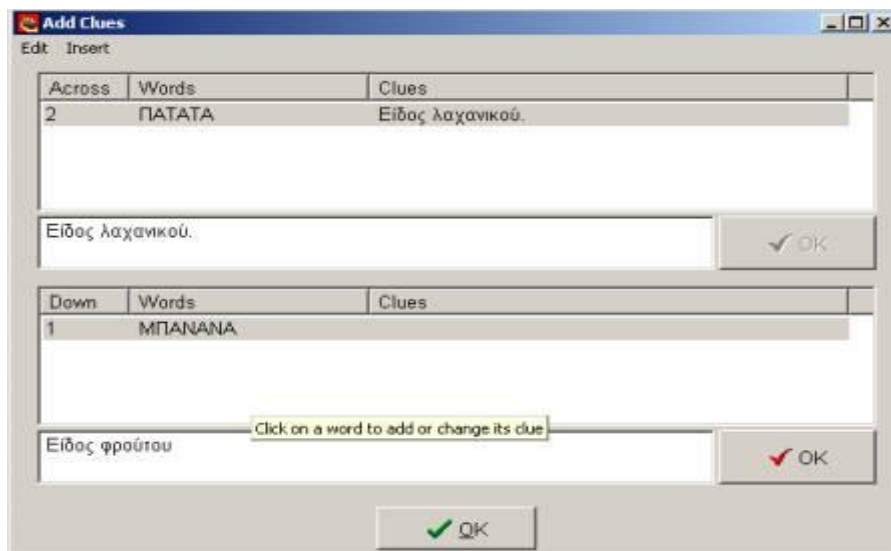 Add Clues
Edit Insert
Across Words Clues
2 ΠΑΤΑΤΑ Είδος λαχανικού.
Είδος λαχανικού.
OK
Down Words Clues
1 ΜΠΑΝΑΝΑ
Click on a word to add or change its clue
Είδος φρούτου
OK
OK